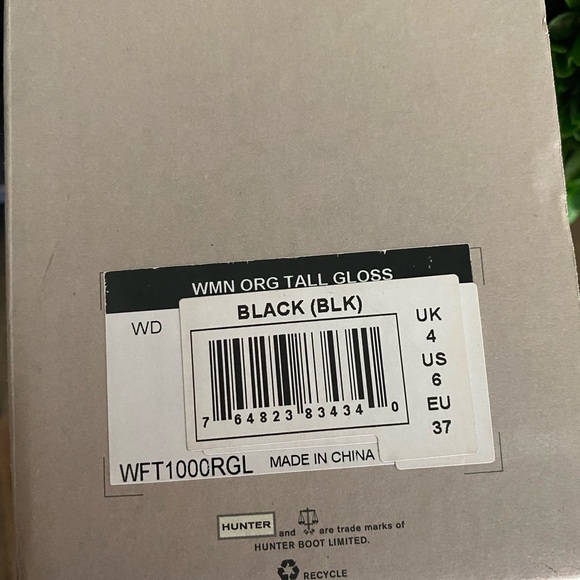 WMN ORG TALL GLOSS
WD
BLACK (BLK)
7 64823 83434 0
UK
4
US
6
EU
37
WFT1000RGL MADE IN CHINA
HUNTER and are trade marks of
HUNTER BOOT LIMITED.
RECYCLE